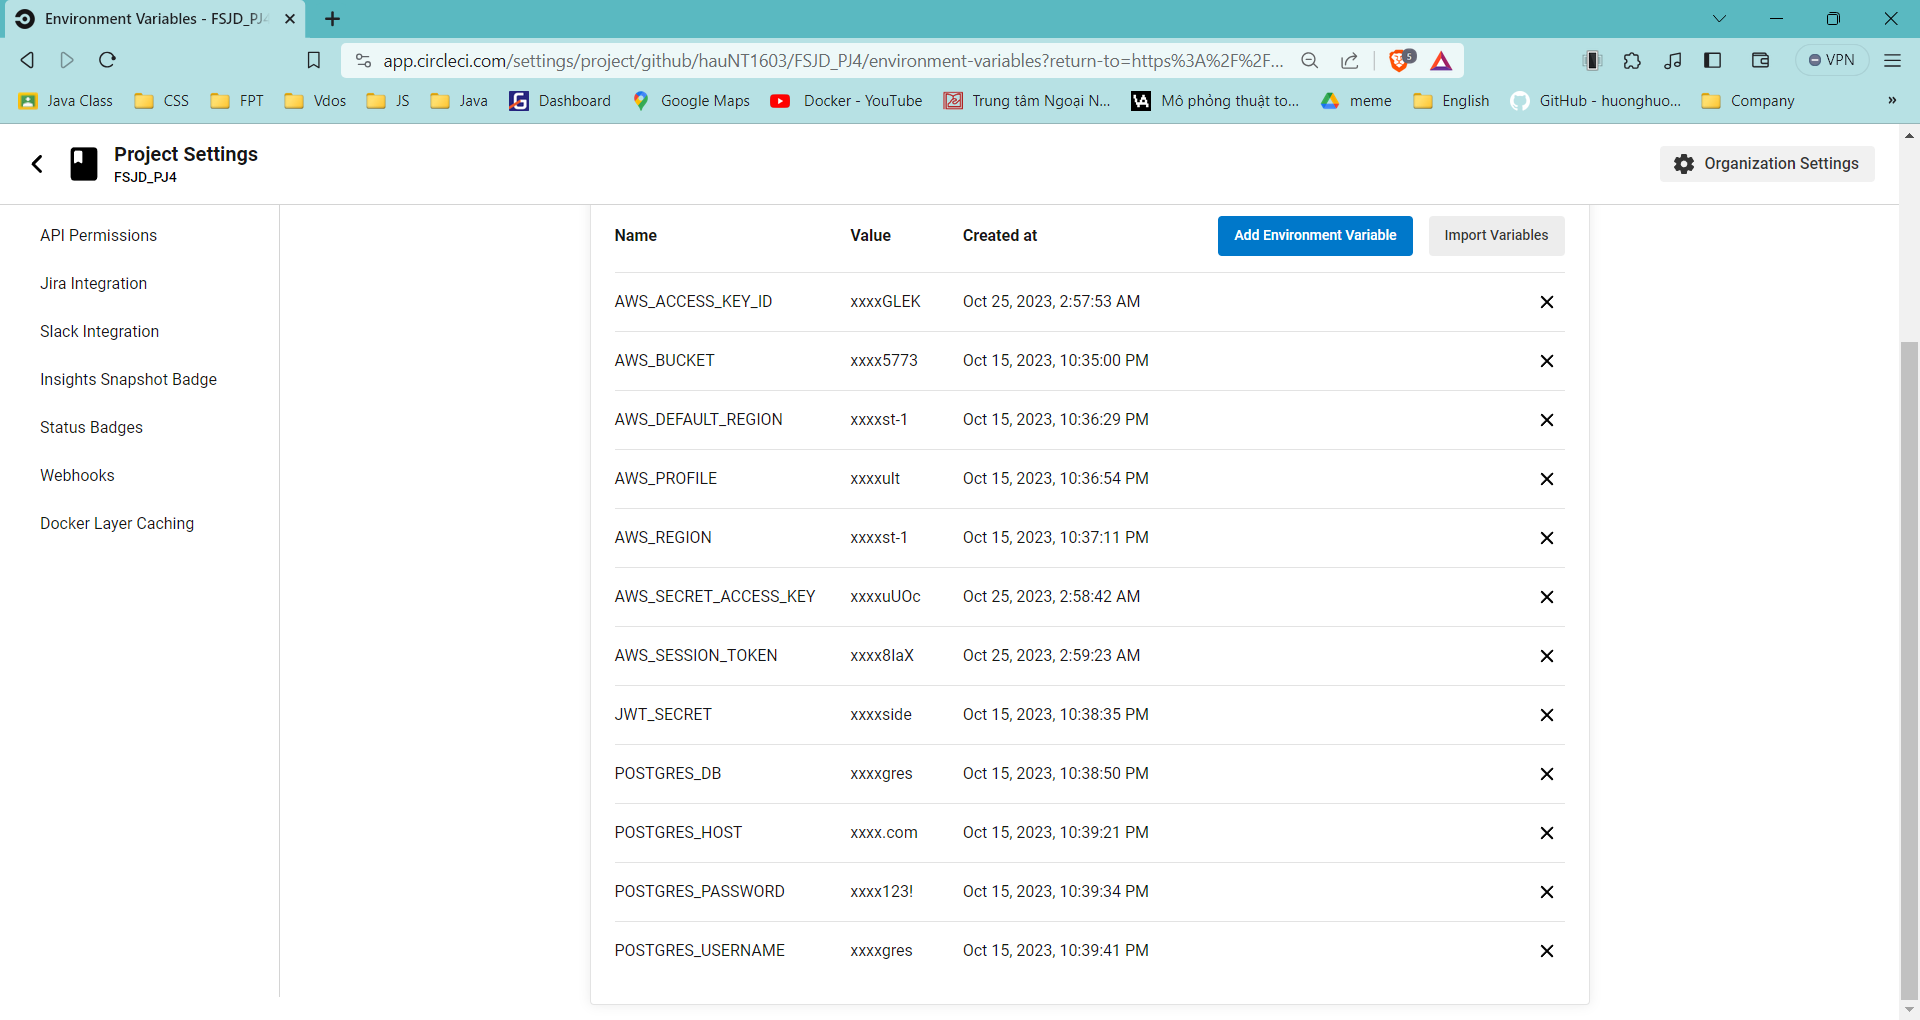 Environment Variables - FSJD_PJ4
app.circleci.com/settings/project/github/hauNT1603/FSJD_PJ4/environment-variables?return-to=https%3A%2F%2F...
5
VPN
Java Class CSS FPT Vdos JS Java Dashboard Google Maps Docker - YouTube Trung tâm Ngoại N... Mô phỏng thuật to... meme English GitHub - huonghuo... Company »
Project Settings
FSJD_PJ4
Organization Settings
API Permissions
Jira Integration
Slack Integration
Insights Snapshot Badge
Status Badges
Webhooks
Docker Layer Caching
Name Value Created at Add Environment Variable Import Variables
AWS_ACCESS_KEY_ID xxxxGLEK Oct 25, 2023, 2:57:53 AM
AWS_BUCKET xxxx5773 Oct 15, 2023, 10:35:00 PM
AWS_DEFAULT_REGION xxxxst-1 Oct 15, 2023, 10:36:29 PM
AWS_PROFILE xxxxult Oct 15, 2023, 10:36:54 PM
AWS_REGION xxxxst-1 Oct 15, 2023, 10:37:11 PM
AWS_SECRET_ACCESS_KEY xxxxuUOc Oct 25, 2023, 2:58:42 AM
AWS_SESSION_TOKEN xxxx8IaX Oct 25, 2023, 2:59:23 AM
JWT_SECRET xxxxside Oct 15, 2023, 10:38:35 PM
POSTGRES_DB xxxxgres Oct 15, 2023, 10:38:50 PM
POSTGRES_HOST xxxx.com Oct 15, 2023, 10:39:21 PM
POSTGRES_PASSWORD xxxx123! Oct 15, 2023, 10:39:34 PM
POSTGRES_USERNAME xxxxgres Oct 15, 2023, 10:39:41 PM